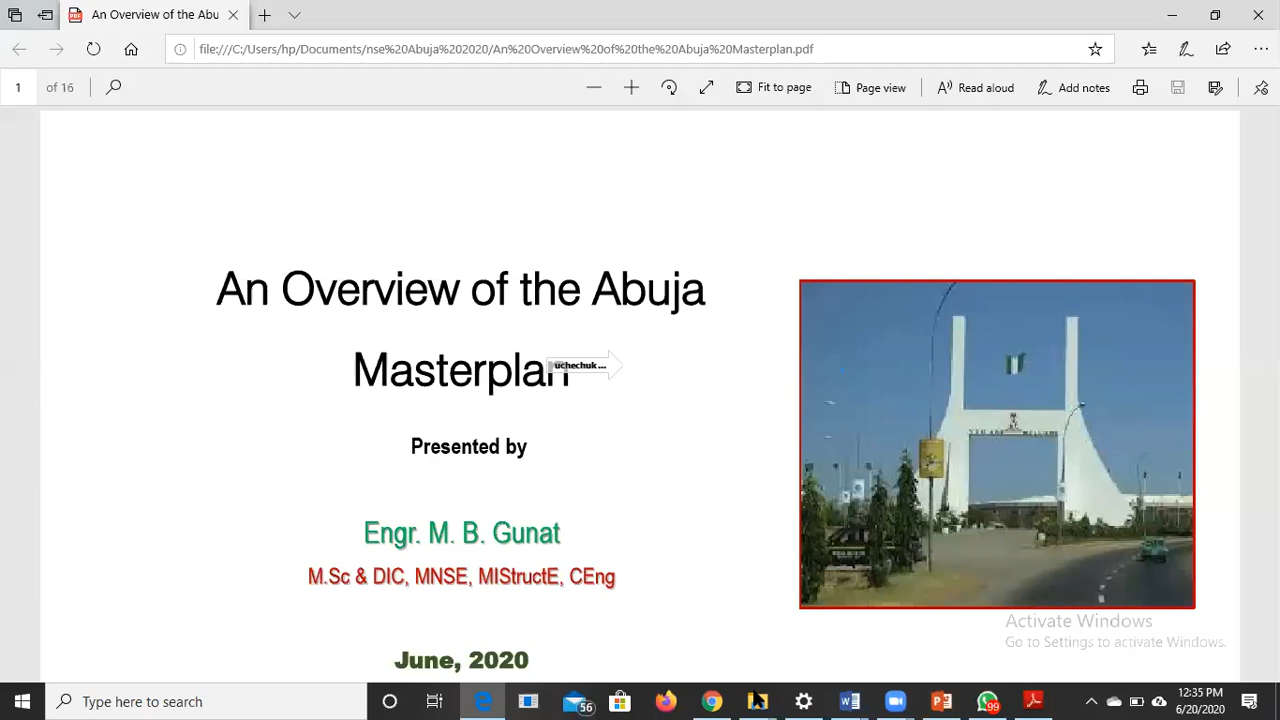 An Overview of the Abu
file:///C:/Users/hp/Documents/nse%20Abuja%202020/An%20Overview%20of%20the%20Abuja%20Masterplan.pdf
1 of 16
Fit to page
Page view
Read aloud
Add notes
An Overview of the Abuja
Masterplan
uchechuk...
Presented by
Engr. M. B. Gunat
M.Sc & DIC, MNSE, MIStructE, CEng
June, 2020
Activate Windows
Go to Settings to activate Windows.
Type here to search
56
99
12:35 PM
6/20/2020